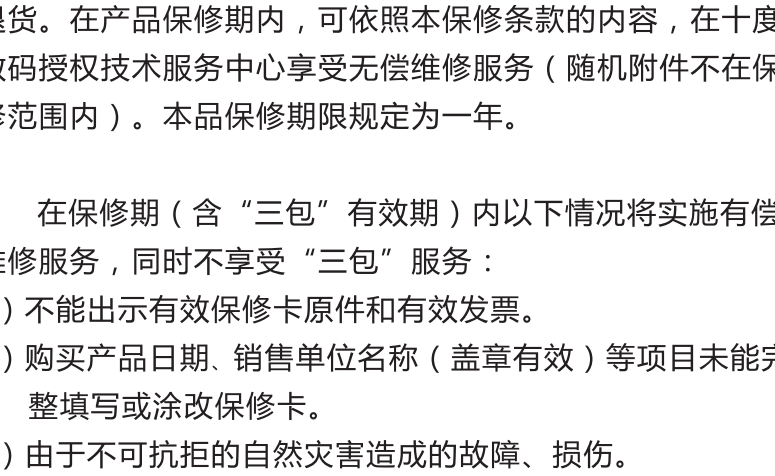 退货。在产品保修期内，可依照本保修条款的内容，在十度
数码授权技术服务中心享受无偿维修服务（随机附件不在保
修范围内）。本品保修期限规定为一年。
在保修期（含“三包”有效期）内以下情况将实施有偿
维修服务，同时不享受“三包”服务：
）不能出示有效保修卡原件和有效发票。
）购买产品日期、销售单位名称（盖章有效）等项目未能完
整填写或涂改保修卡。
）由于不可抗拒的自然灾害造成的故障、损伤。